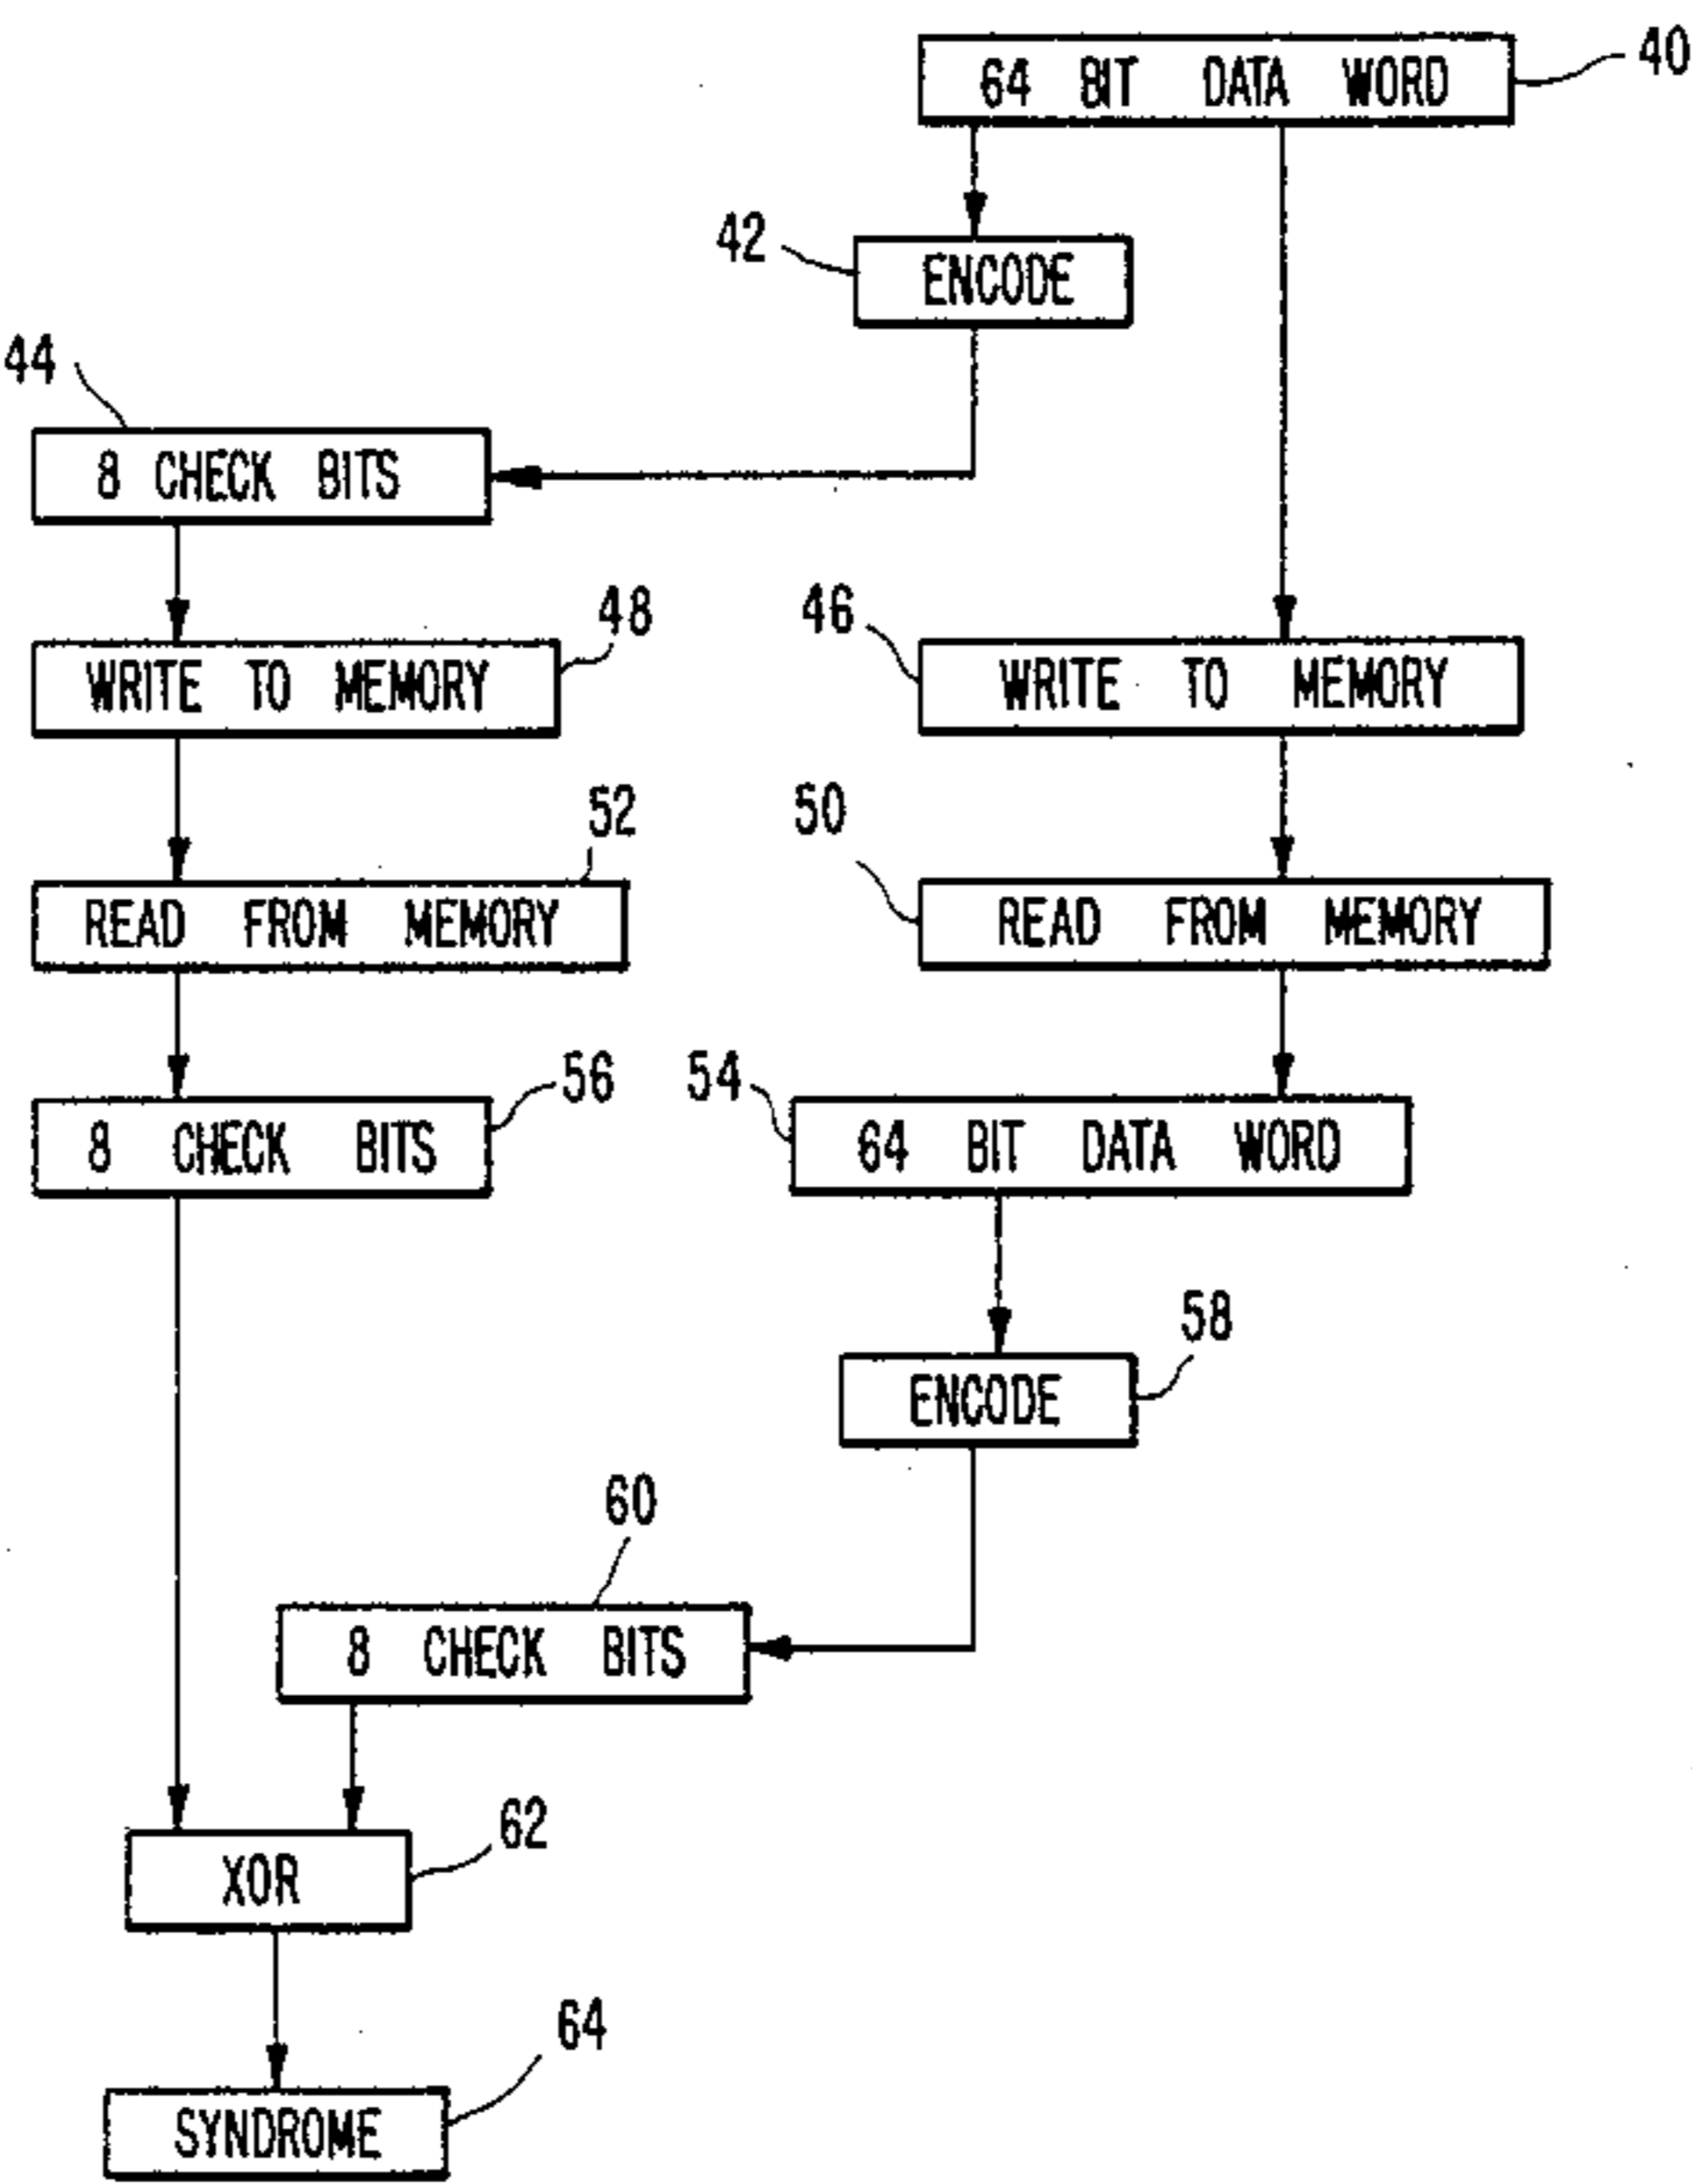 40
64 BIT DATA WORD
42
ENCODE
44
8 CHECK BITS
48
46
WRITE TO MEMORY
WRITE TO MEMORY
52
50
READ FROM MEMORY
READ FROM MEMORY
56
54
8 CHECK BITS
64 BIT DATA WORD
58
ENCODE
60
8 CHECK BITS
62
XOR
64
SYNDROME